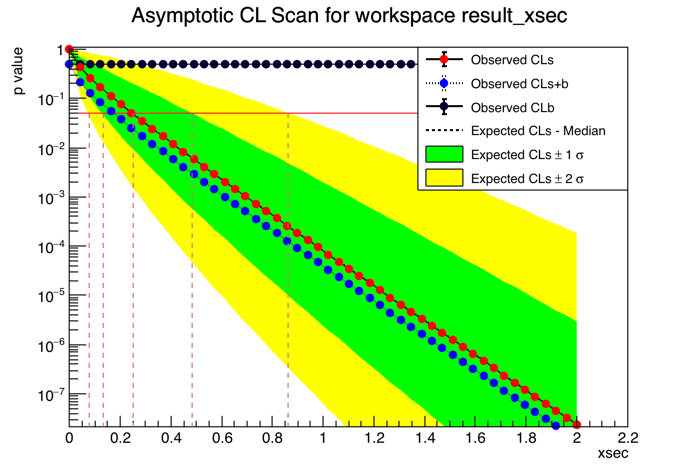 Asymptotic CL Scan for workspace result_xsec
p value
1
10⁻¹
10⁻²
10⁻³
10⁻⁴
10⁻⁵
10⁻⁶
10⁻⁷
Observed CLs
Observed CLs+b
Observed CLb
Expected CLs - Median
Expected CLs ± 1 σ
Expected CLs ± 2 σ
0 0.2 0.4 0.6 0.8 1 1.2 1.4 1.6 1.8 2 2.2
xsec